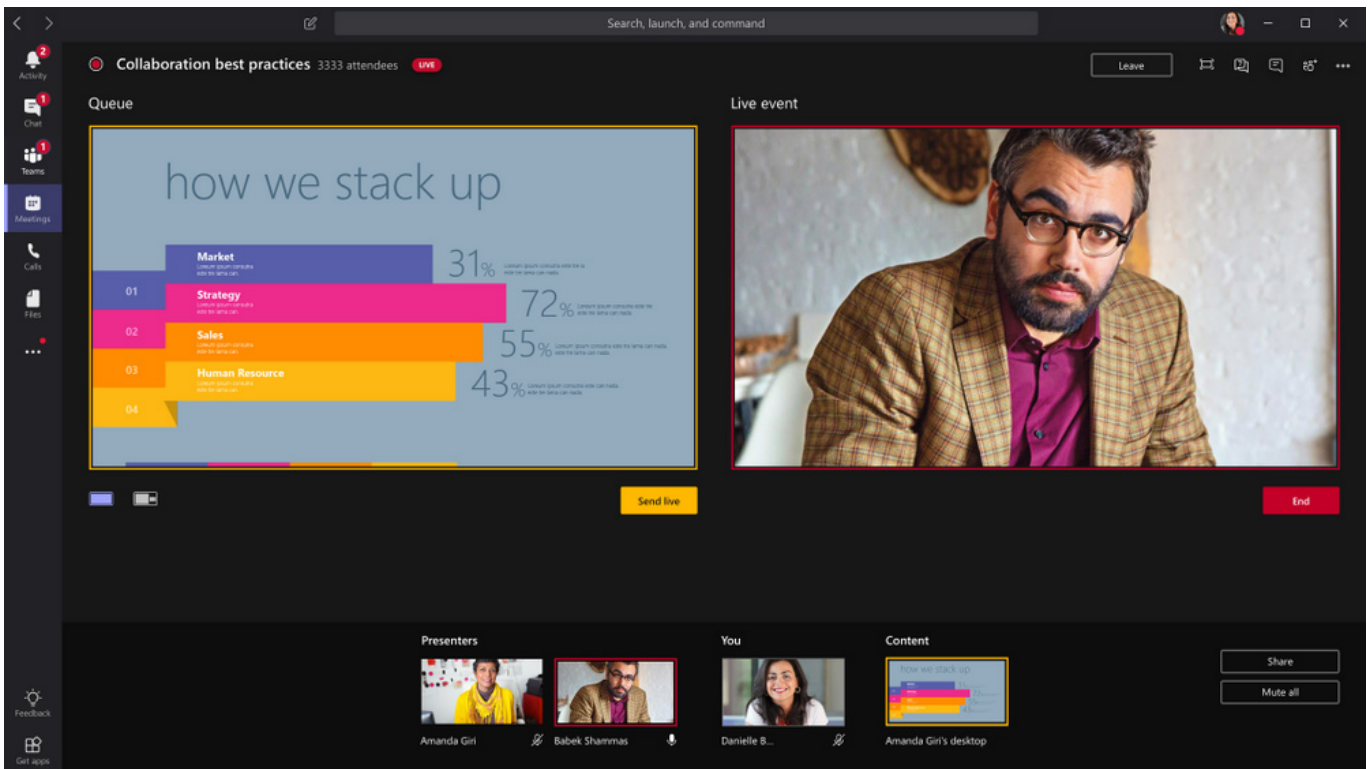 Search, launch, and command
2
Activity
1
Chat
1
Teams
Meetings
Calls
Files
Feedback
Get apps
Collaboration best practices 3333 attendees LIVE
Leave
Queue
how we stack up
01
02
03
04
Market
31%
Strategy
72%
Sales
55%
Human Resource
43%
Send live
Live event
End
Presenters
Amanda Giri
Babek Shammas
You
Danielle B...
Content
how we stack up
Amanda Giri's desktop
Share
Mute all